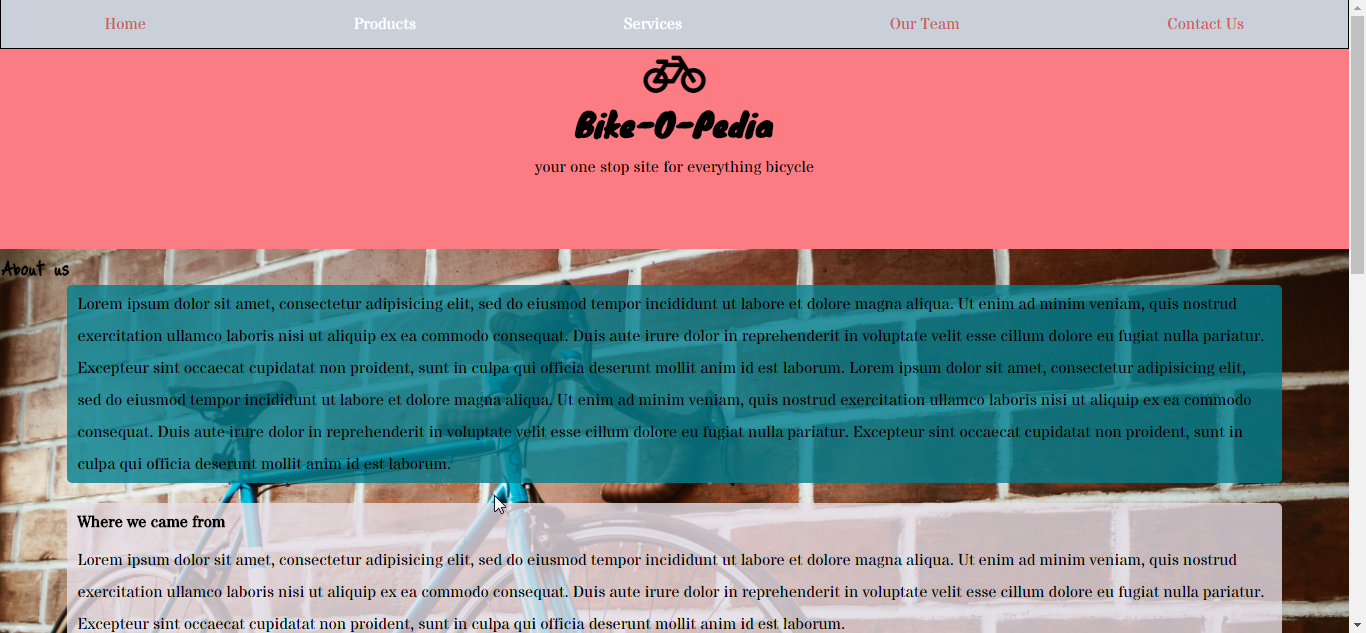 Home Products Services Our Team Contact Us
Bike-O-Pedia
your one stop site for everything bicycle
About us
Lorem ipsum dolor sit amet, consectetur adipisicing elit, sed do eiusmod tempor incididunt ut labore et dolore magna aliqua. Ut enim ad minim veniam, quis nostrud
exercitation ullamco laboris nisi ut aliquip ex ea commodo consequat. Duis aute irure dolor in reprehenderit in voluptate velit esse cillum dolore eu fugiat nulla pariatur.
Excepteur sint occaecat cupidatat non proident, sunt in culpa qui officia deserunt mollit anim id est laborum. Lorem ipsum dolor sit amet, consectetur adipisicing elit,
sed do eiusmod tempor incididunt ut labore et dolore magna aliqua. Ut enim ad minim veniam, quis nostrud exercitation ullamco laboris nisi ut aliquip ex ea commodo
consequat. Duis aute irure dolor in reprehenderit in voluptate velit esse cillum dolore eu fugiat nulla pariatur. Excepteur sint occaecat cupidatat non proident, sunt in
culpa qui officia deserunt mollit anim id est laborum.
Where we came from
Lorem ipsum dolor sit amet, consectetur adipisicing elit, sed do eiusmod tempor incididunt ut labore et dolore magna aliqua. Ut enim ad minim veniam, quis nostrud
exercitation ullamco laboris nisi ut aliquip ex ea commodo consequat. Duis aute irure dolor in reprehenderit in voluptate velit esse cillum dolore eu fugiat nulla pariatur.
Excepteur sint occaecat cupidatat non proident, sunt in culpa qui officia deserunt mollit anim id est laborum.